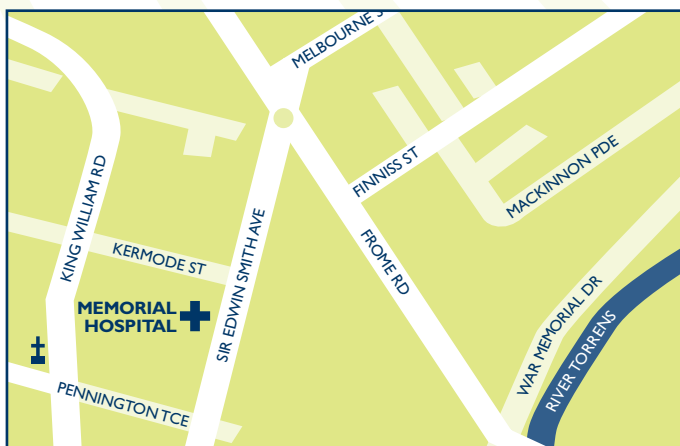 MELBOURNE S
FINNISS ST
MACKINNON PDE
KING WILLIAM RD
KERMODE ST
SIR EDWIN SMITH AVE
FROME RD
MEMORIAL
HOSPITAL
WAR MEMORIAL DR
RIVER TORRENS
PENNINGTON TCE